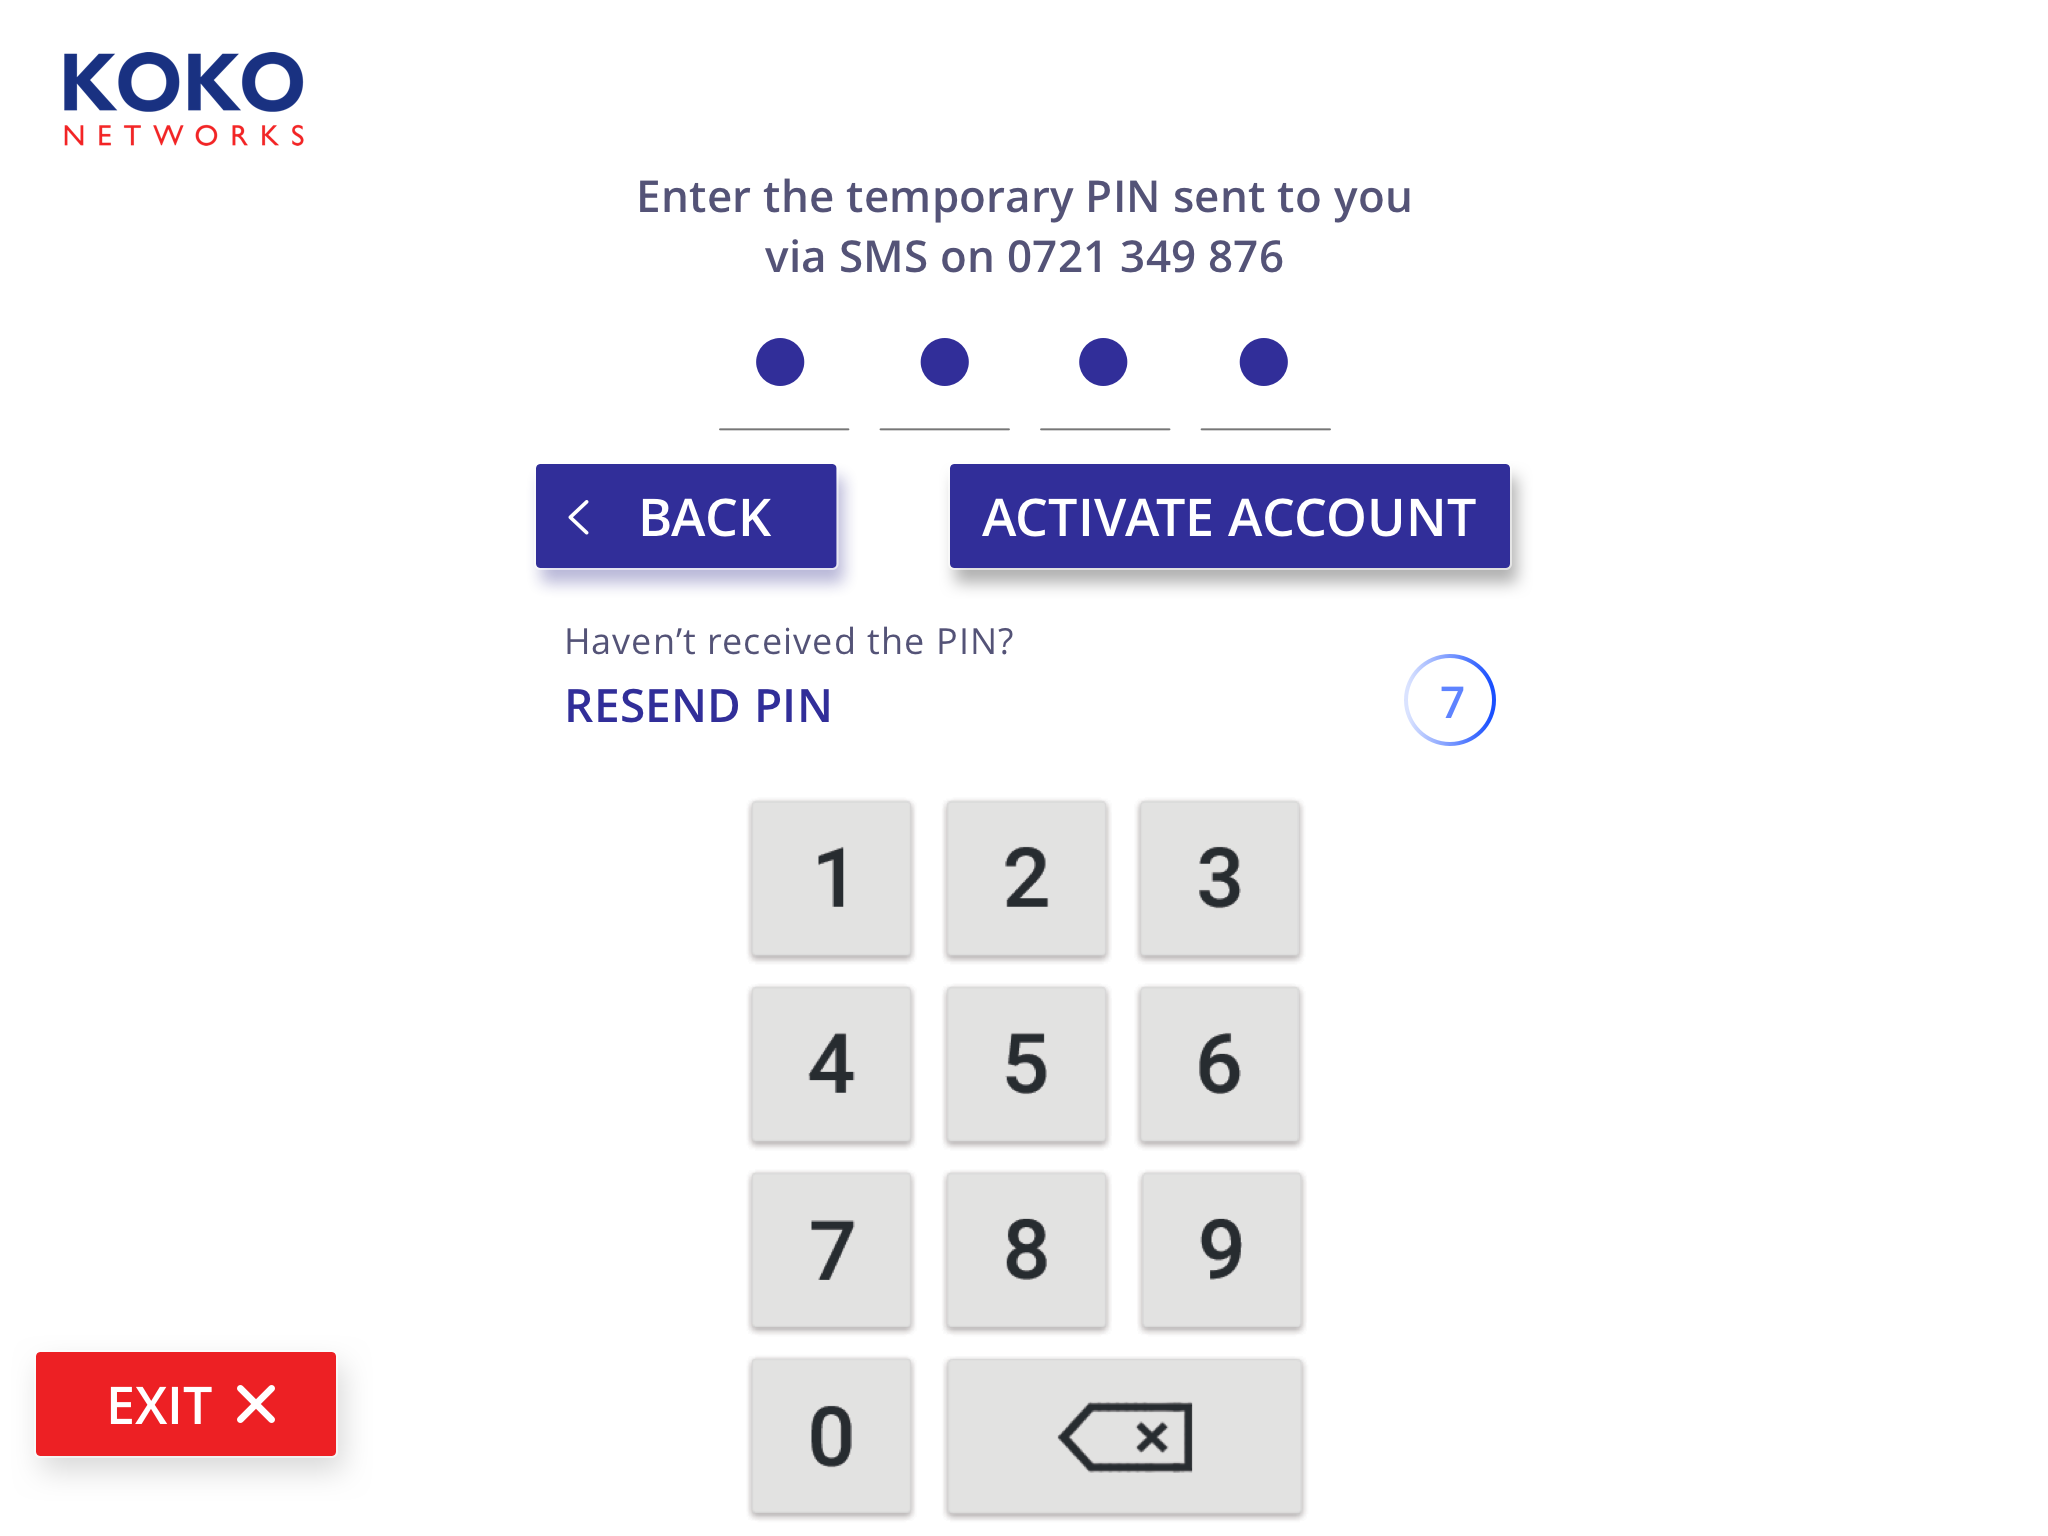 KOKO
NETWORKS
Enter the temporary PIN sent to you
via SMS on 0721 349 876
BACK
ACTIVATE ACCOUNT
Haven’t received the PIN?
RESEND PIN
7
1 2 3
4 5 6
7 8 9
0
EXIT